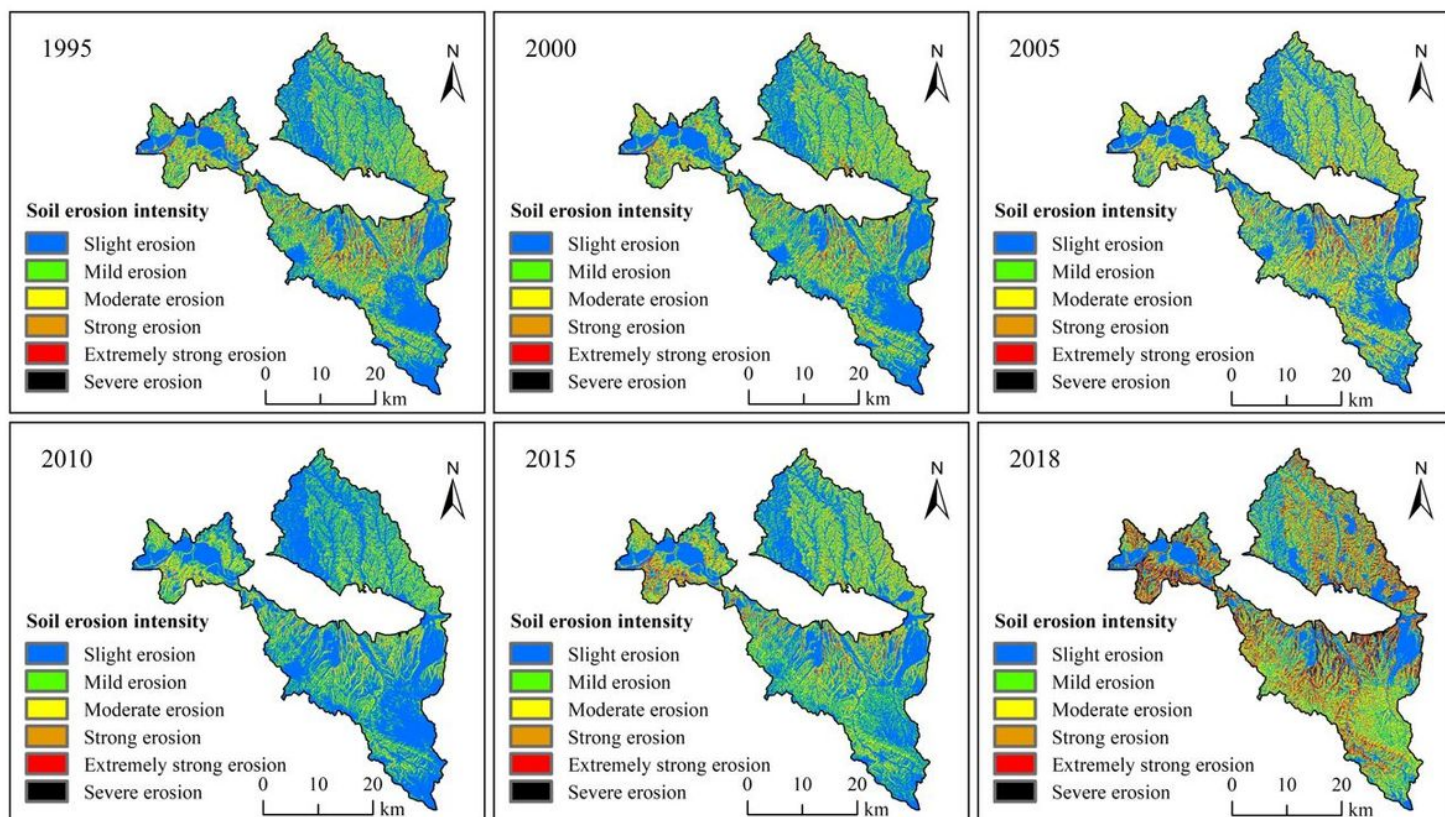 1995
N
Soil erosion intensity
Slight erosion
Mild erosion
Moderate erosion
Strong erosion
Extremely strong erosion
Severe erosion
0 10 20
km
2000
N
Soil erosion intensity
Slight erosion
Mild erosion
Moderate erosion
Strong erosion
Extremely strong erosion
Severe erosion
0 10 20
km
2005
N
Soil erosion intensity
Slight erosion
Mild erosion
Moderate erosion
Strong erosion
Extremely strong erosion
Severe erosion
0 10 20
km
2010
N
Soil erosion intensity
Slight erosion
Mild erosion
Moderate erosion
Strong erosion
Extremely strong erosion
Severe erosion
0 10 20
km
2015
N
Soil erosion intensity
Slight erosion
Mild erosion
Moderate erosion
Strong erosion
Extremely strong erosion
Severe erosion
0 10 20
km
2018
N
Soil erosion intensity
Slight erosion
Mild erosion
Moderate erosion
Strong erosion
Extremely strong erosion
Severe erosion
0 10 20
km